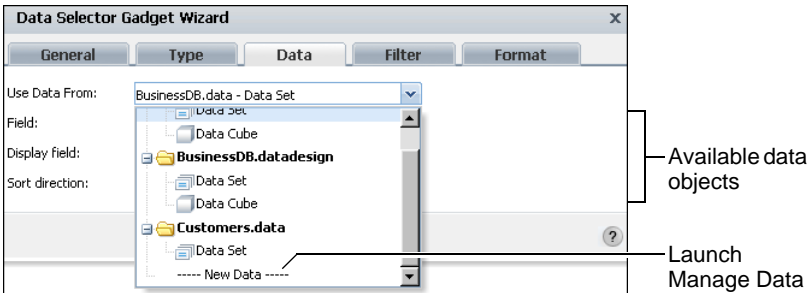 Data Selector Gadget Wizard x
General Type Data Filter Format
Use Data From: BusinessDB.data - Data Set
Data Set
Field:
Data Cube
Display field:
BusinessDB.datadesign
Sort direction:
Data Set
Data Cube
Customers.data
Data Set
----- New Data -----
?
Available data
objects
Launch
Manage Data